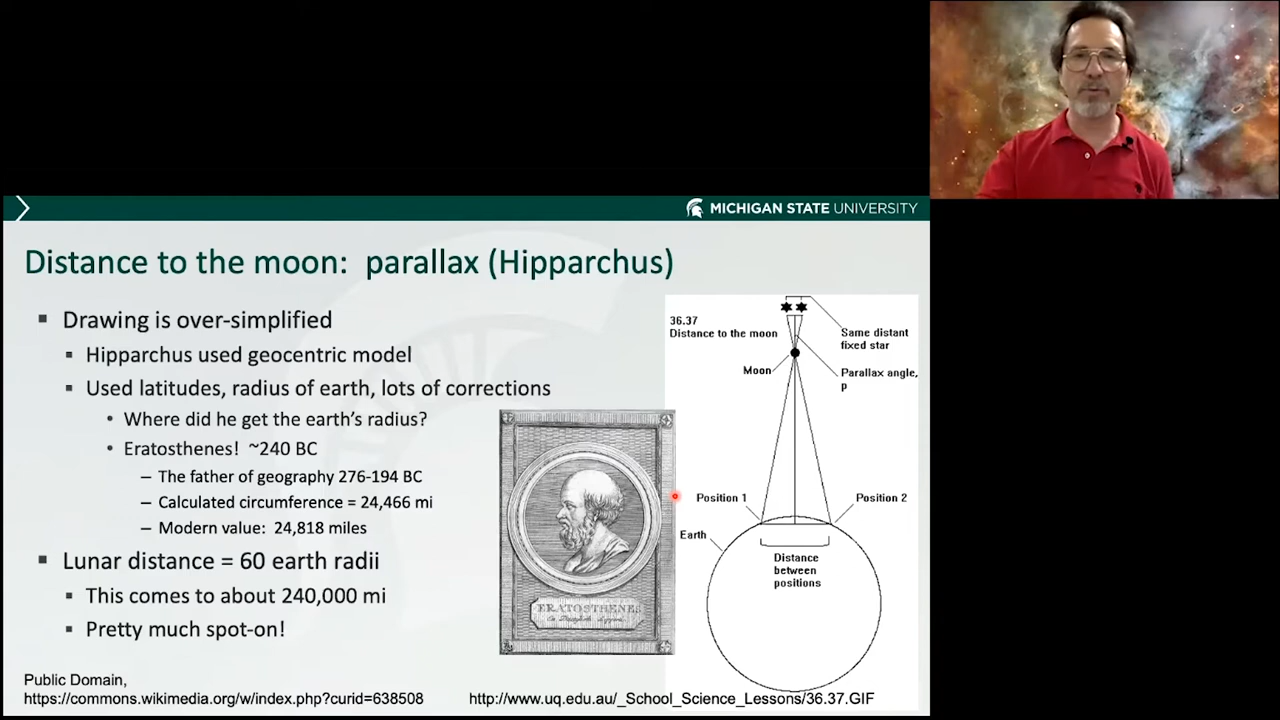 MICHIGAN STATE UNIVERSITY
Distance to the moon: parallax (Hipparchus)
Drawing is over-simplified
Hipparchus used geocentric model
Used latitudes, radius of earth, lots of corrections
Where did he get the earth's radius?
Eratosthenes! ~240 BC
The father of geography 276-194 BC
Calculated circumference = 24,466 mi
Modern value: 24,818 miles
Lunar distance = 60 earth radii
This comes to about 240,000 mi
Pretty much spot-on!
ERATOSTHENES
36.37
Distance to the moon
Same distant
fixed star
Moon
Parallax angle,
p
Position 1
Position 2
Earth
Distance
between
positions
Public Domain,
https://commons.wikimedia.org/w/index.php?curid=638508
http://www.uq.edu.au/_School_Science_Lessons/36.37.GIF